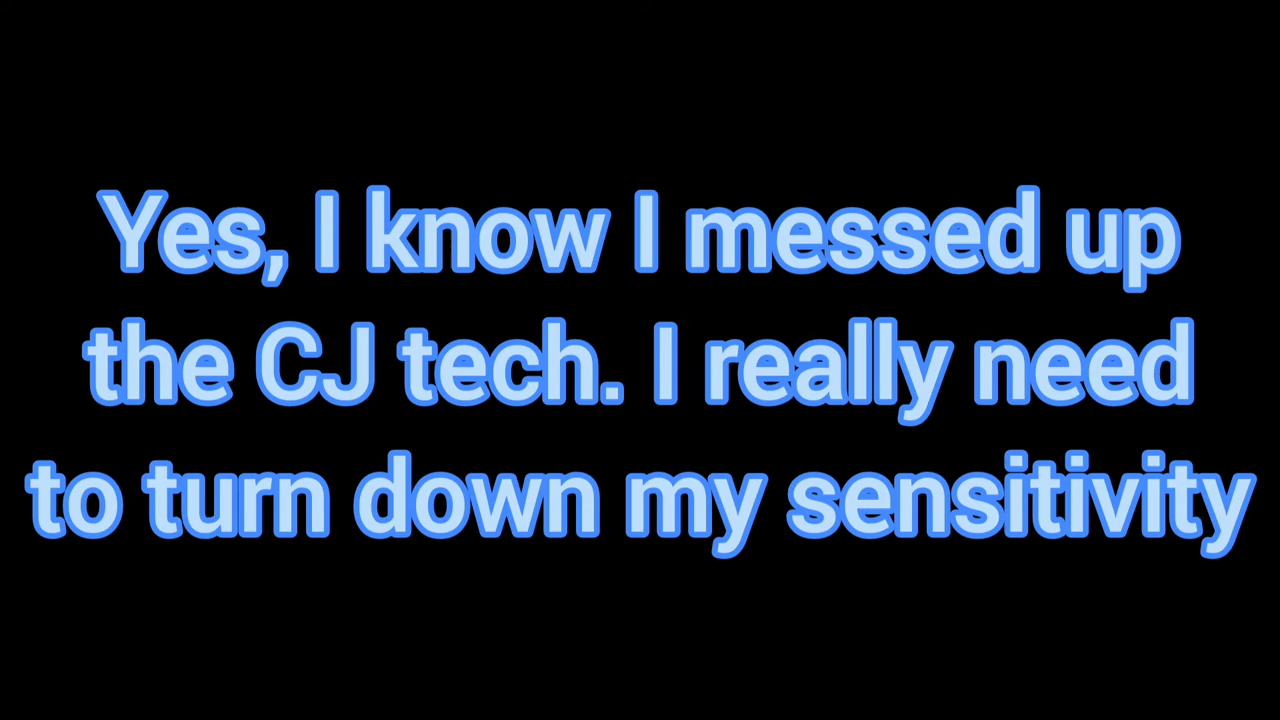 Yes, I know I messed up
the CJ tech. I really need
to turn down my sensitivity